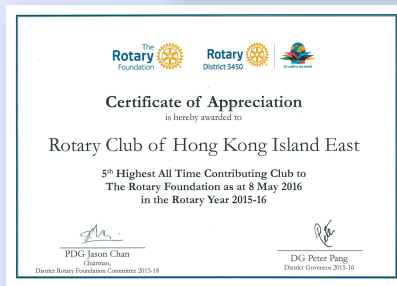 The
Rotary
Foundation
Rotary
District 3450
Certificate of Appreciation
is hereby awarded to
Rotary Club of Hong Kong Island East
5th Highest All Time Contributing Club to
The Rotary Foundation as at 8 May 2016
in the Rotary Year 2015-16
PDG Jason Chan
Chairman,
District Rotary Foundation Committee 2015-18
DG Peter Pang
District Governor 2015-16